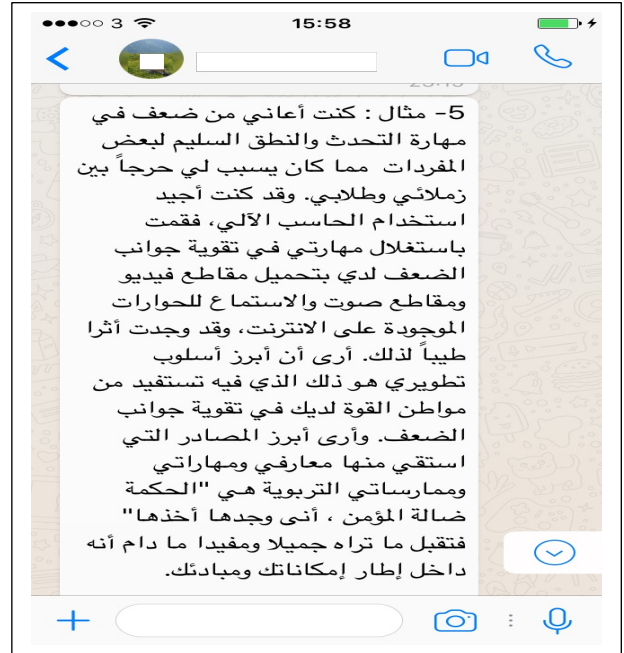 3 15:58
5- مثال : كنت أعاني من ضعف في
مهارة التحدث والنطق السليم لبعض
المفردات مما كان يسبب لي حرجاً بين
زملائي وطلابي. وقد كنت أجيد
استخدام الحاسب الآلي، فقمت
باستغلال مهارتي في تقوية جوانب
الضعف لدي بتحميل مقاطع فيديو
ومقاطع صوت والاستماع للحوارات
الموجودة على الانترنت، وقد وجدت أثرا
طيباً لذلك. أرى أن أبرز أسلوب
تطويري هو ذلك الذي فيه تستفيد من
مواطن القوة لديك في تقوية جوانب
الضعف. وأرى أبرز المصادر التي
استقي منها معارفي ومهاراتي
وممارساتي التربوية هي "الحكمة
ضالة المؤمن ، أنى وجدها أخذها"
فتقبل ما تراه جميلا ومفيدا ما دام أنه
داخل إطار إمكاناتك ومبادئك.